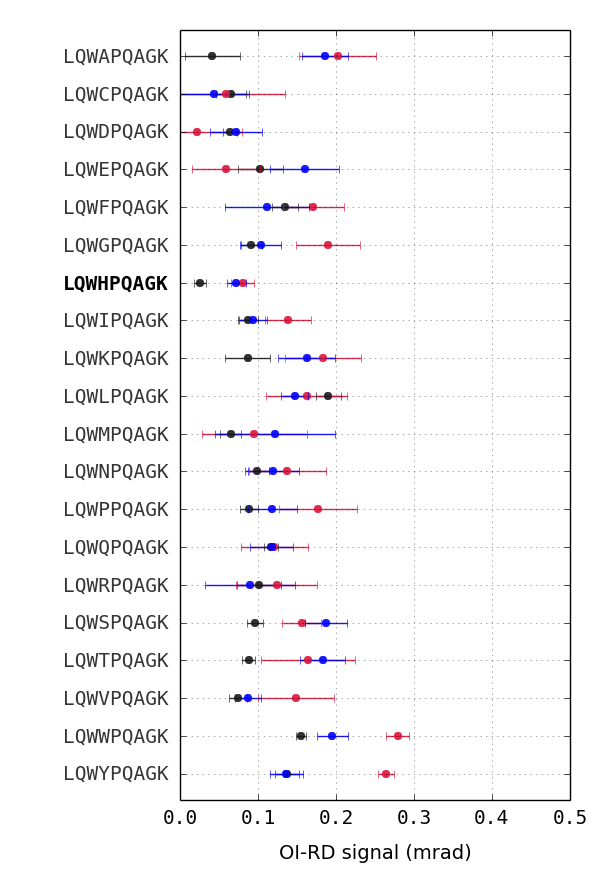 LQWAPQAGK
LQWCPQAGK
LQWDPQAGK
LQWEPQAGK
LQWFPQAGK
LQWGPQAGK
LQWHPQAGK
LQWIPQAGK
LQWKPQAGK
LQWLPQAGK
LQWMPQAGK
LQWNPQAGK
LQWPPQAGK
LQWQPQAGK
LQWRPQAGK
LQWSPQAGK
LQWTPQAGK
LQWVPQAGK
LQWWPQAGK
LQWYPQAGK
0.0 0.1 0.2 0.3 0.4 0.5
OI-RD signal (mrad)